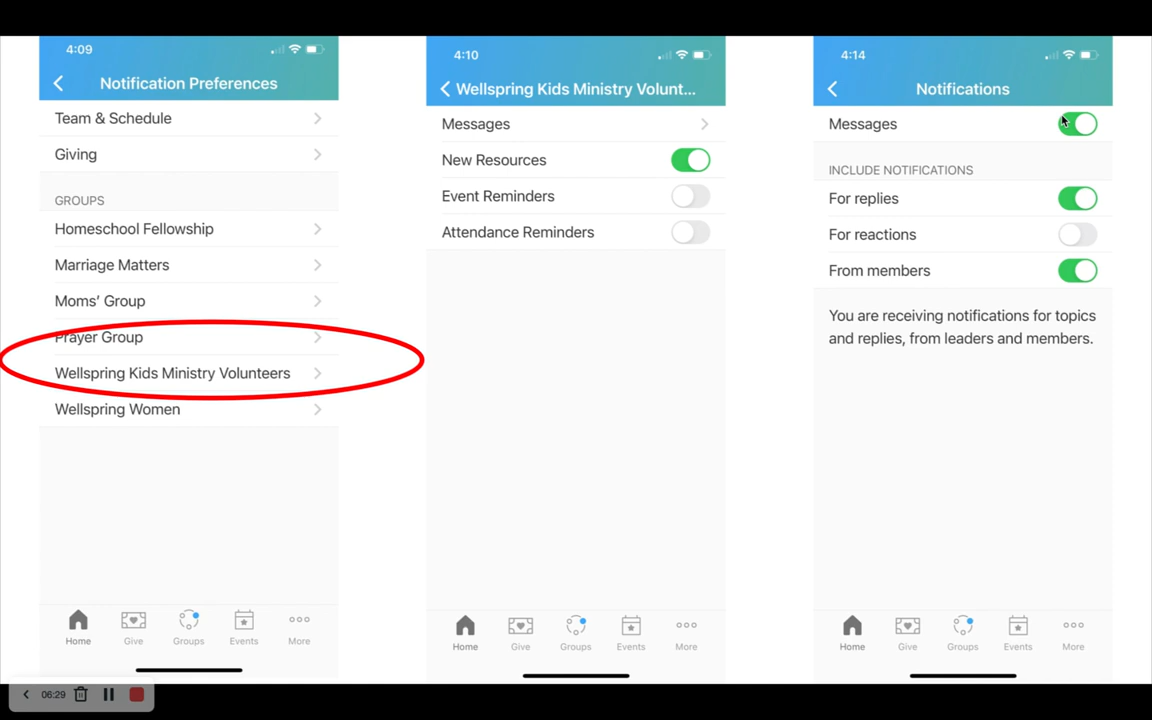 4:09
Notification Preferences
Team & Schedule
Giving
GROUPS
Homeschool Fellowship
Marriage Matters
Moms’ Group
Prayer Group
Wellspring Kids Ministry Volunteers
Wellspring Women
Home Give Groups Events More
4:10
Wellspring Kids Ministry Volunt...
Messages
New Resources
Event Reminders
Attendance Reminders
Home Give Groups Events More
4:14
Notifications
Messages
INCLUDE NOTIFICATIONS
For replies
For reactions
From members
You are receiving notifications for topics
and replies, from leaders and members.
Home Give Groups Events More
06:29